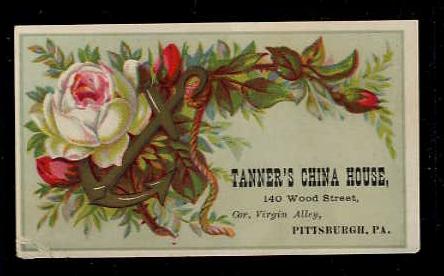 TANNER'S CHINA HOUSE,
140 Wood Street,
Cor. Virgin Alley,
PITTSBURGH, PA.